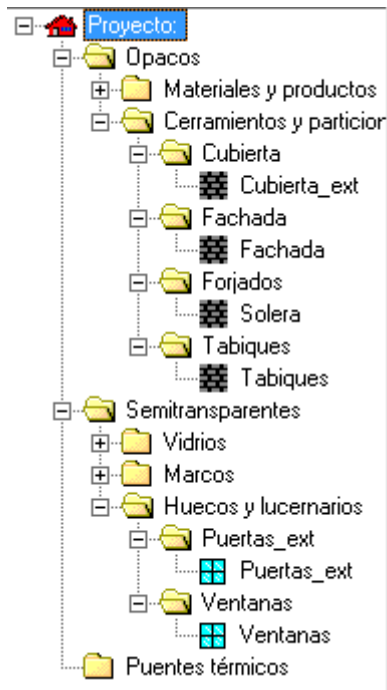 Proyecto:
Opacos
Materiales y productos
Cerramientos y particior
Cubierta
Cubierta_ext
Fachada
Fachada
Forjados
Solera
Tabiques
Tabiques
Semitransparentes
Vidrios
Marcos
Huecos y lucernarios
Puertas_ext
Puertas_ext
Ventanas
Ventanas
Puentes térmicos